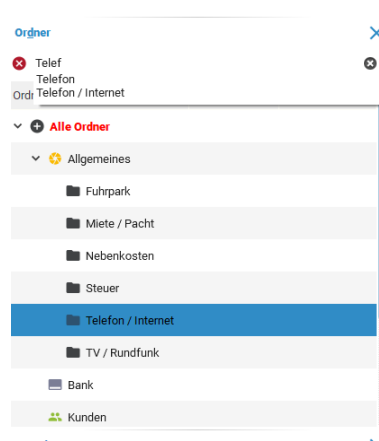 Ordner
Telef
Telefon
Telefon / Internet
Alle Ordner
Allgemeines
Fuhrpark
Miete / Pacht
Nebenkosten
Steuer
Telefon / Internet
TV / Rundfunk
Bank
Kunden